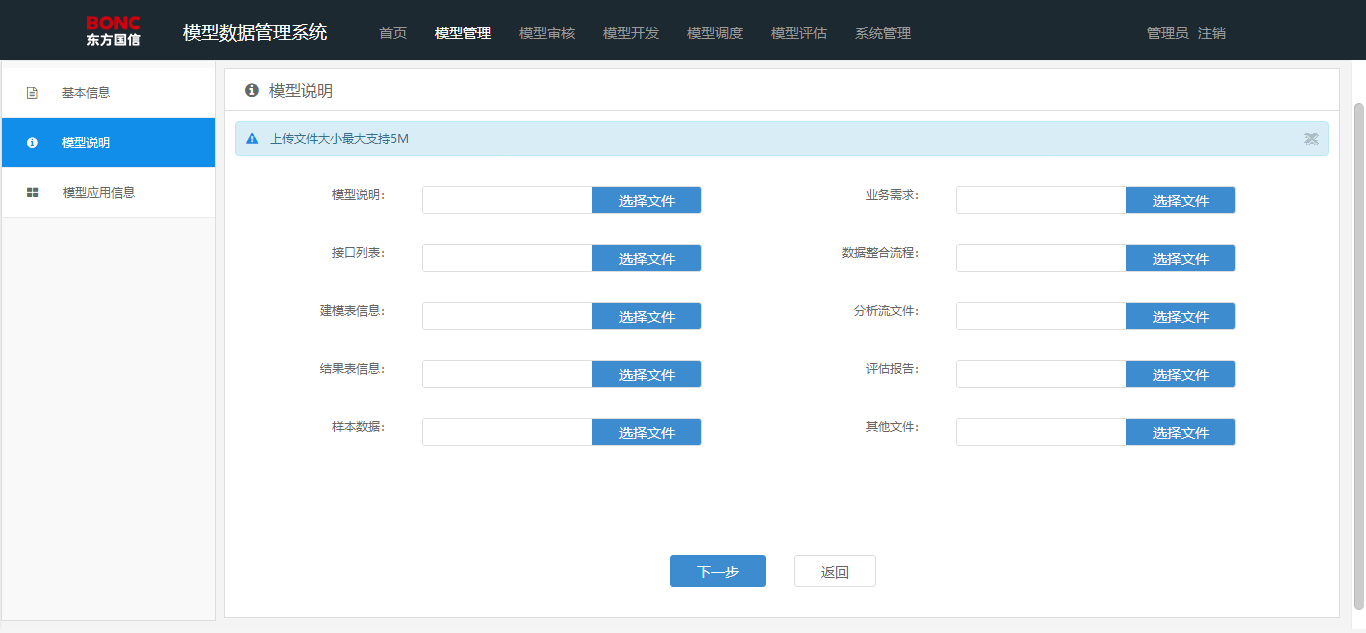 BONC
东方国信
模型数据管理系统 首页 模型管理 模型审核 模型开发 模型调度 模型评估 系统管理 管理员 注销
基本信息
模型说明
模型应用信息
模型说明
上传文件大小最大支持5M
模型说明: 选择文件 业务需求: 选择文件
接口列表: 选择文件 数据整合流程: 选择文件
建模表信息: 选择文件 分析流文件: 选择文件
结果表信息: 选择文件 评估报告: 选择文件
样本数据: 选择文件 其他文件: 选择文件
下一步 返回